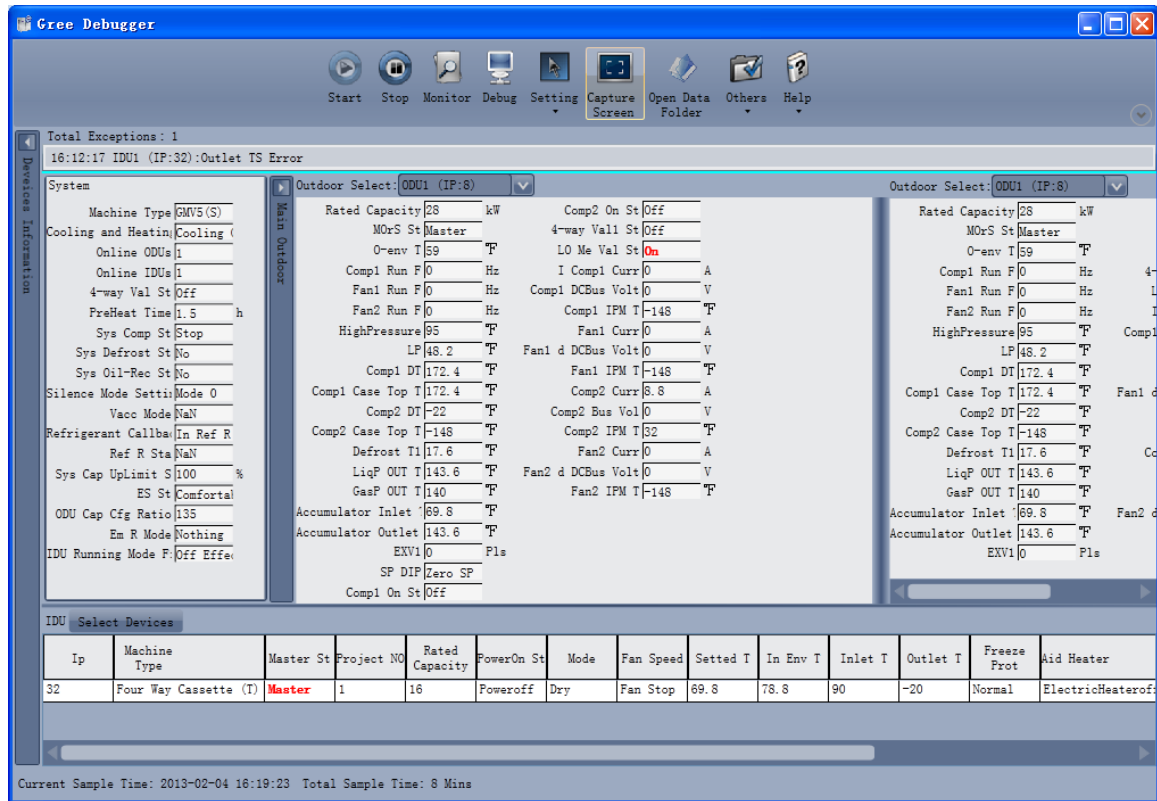 Gree Debugger
Start Stop Monitor Debug Setting Capture Screen Open Data Folder Others Help
Total Exceptions: 1
16:12:17 IDU1 (IP:32):Outlet TS Error
Deveices Information
System
Machine Type GMV5(S)
Cooling and Heatin Cooling
Online ODUs 1
Online IDUs 1
4-way Val St Off
PreHeat Time 1.5 h
Sys Comp St Stop
Sys Defrost St No
Sys Oil-Rec St No
Silence Mode Setti Mode 0
Vacc Mode NaN
Refrigerant Callba In Ref R
Ref R Sta NaN
Sys Cap UpLimit S 100 %
ES St Comforta
ODU Cap Cfg Ratio 135
Em R Mode Nothing
IDU Running Mode F: Off Effe
Main Outdoor
Outdoor Select: ODU1 (IP:8)
Rated Capacity 28 kW
MOrS St Master
O-env T 59 °F
Comp1 Run F 0 Hz
Fan1 Run F 0 Hz
Fan2 Run F 0 Hz
HighPressure 95 °F
LP 48.2 °F
Comp1 DT 172.4 °F
Comp1 Case Top T 172.4 °F
Comp2 DT -22 °F
Comp2 Case Top T -148 °F
Defrost T1 17.6 °F
LiqP OUT T 143.6 °F
GasP OUT T 140 °F
Accumulator Inlet 69.8 °F
Accumulator Outlet 143.6 °F
EXV1 0 Pls
SP DIP Zero SP
Comp1 On St Off
Comp2 On St Off
4-way Val1 St Off
LO Me Val St On
I Comp1 Curr 0 A
Comp1 DCBus Volt 0 V
Comp1 IPM T -148 °F
Fan1 Curr 0 A
Fan1 d DCBus Volt 0 V
Fan1 IPM T -148 °F
Comp2 Curr 8.8 A
Comp2 Bus Vol 0 V
Comp2 IPM T 32 °F
Fan2 Curr 0 A
Fan2 d DCBus Volt 0 V
Fan2 IPM T -148 °F
Outdoor Select: ODU1 (IP:8)
Rated Capacity 28 kW
MOrS St Master
O-env T 59 °F
Comp1 Run F 0 Hz 4-
Fan1 Run F 0 Hz L
Fan2 Run F 0 Hz I
HighPressure 95 °F Comp1
LP 48.2 °F
Comp1 DT 172.4 °F
Comp1 Case Top T 172.4 °F Fan1 d
Comp2 DT -22 °F
Comp2 Case Top T -148 °F
Defrost T1 17.6 °F Co
LiqP OUT T 143.6 °F
GasP OUT T 140 °F
Accumulator Inlet 69.8 °F Fan2 d
Accumulator Outlet 143.6 °F
EXV1 0 Pls
IDU Select Devices
Ip Machine Type Master St Project NO Rated Capacity PowerOn St Mode Fan Speed Setted T In Env T Inlet T Outlet T Freeze Prot Aid Heater
32 Four Way Cassette (T) Master 1 16 Poweroff Dry Fan Stop 69.8 78.8 90 -20 Normal ElectricHeaterof
Current Sample Time: 2013-02-04 16:19:23 Total Sample Time: 8 Mins